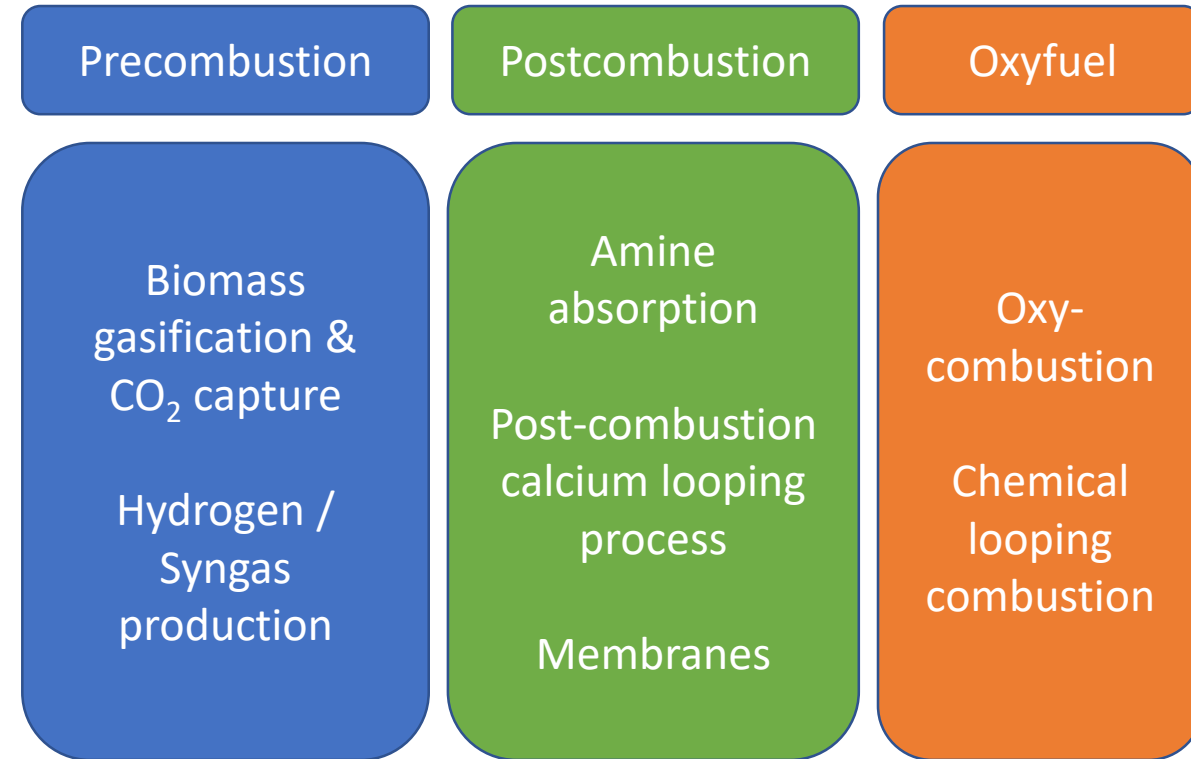 Precombustion
Postcombustion
Oxyfuel
Biomass
gasification &
CO₂ capture
Hydrogen /
Syngas
production
Amine
absorption
Post-combustion
calcium looping
process
Membranes
Oxy-
combustion
Chemical
looping
combustion